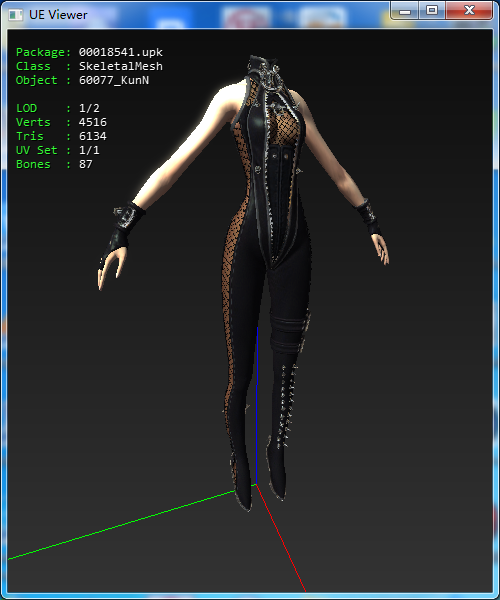 UE Viewer
Package: 00018541.upk
Class : SkeletalMesh
Object : 60077_KunN
LOD : 1/2
Verts : 4516
Tris : 6134
UV Set : 1/1
Bones : 87